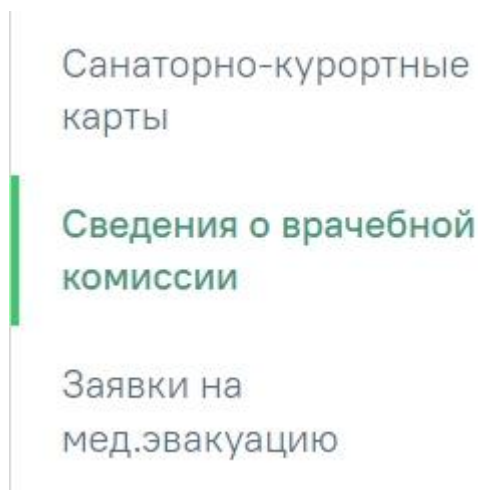 Санаторно-курортные
карты
Сведения о врачебной
комиссии
Заявки на
мед.эвакуацию